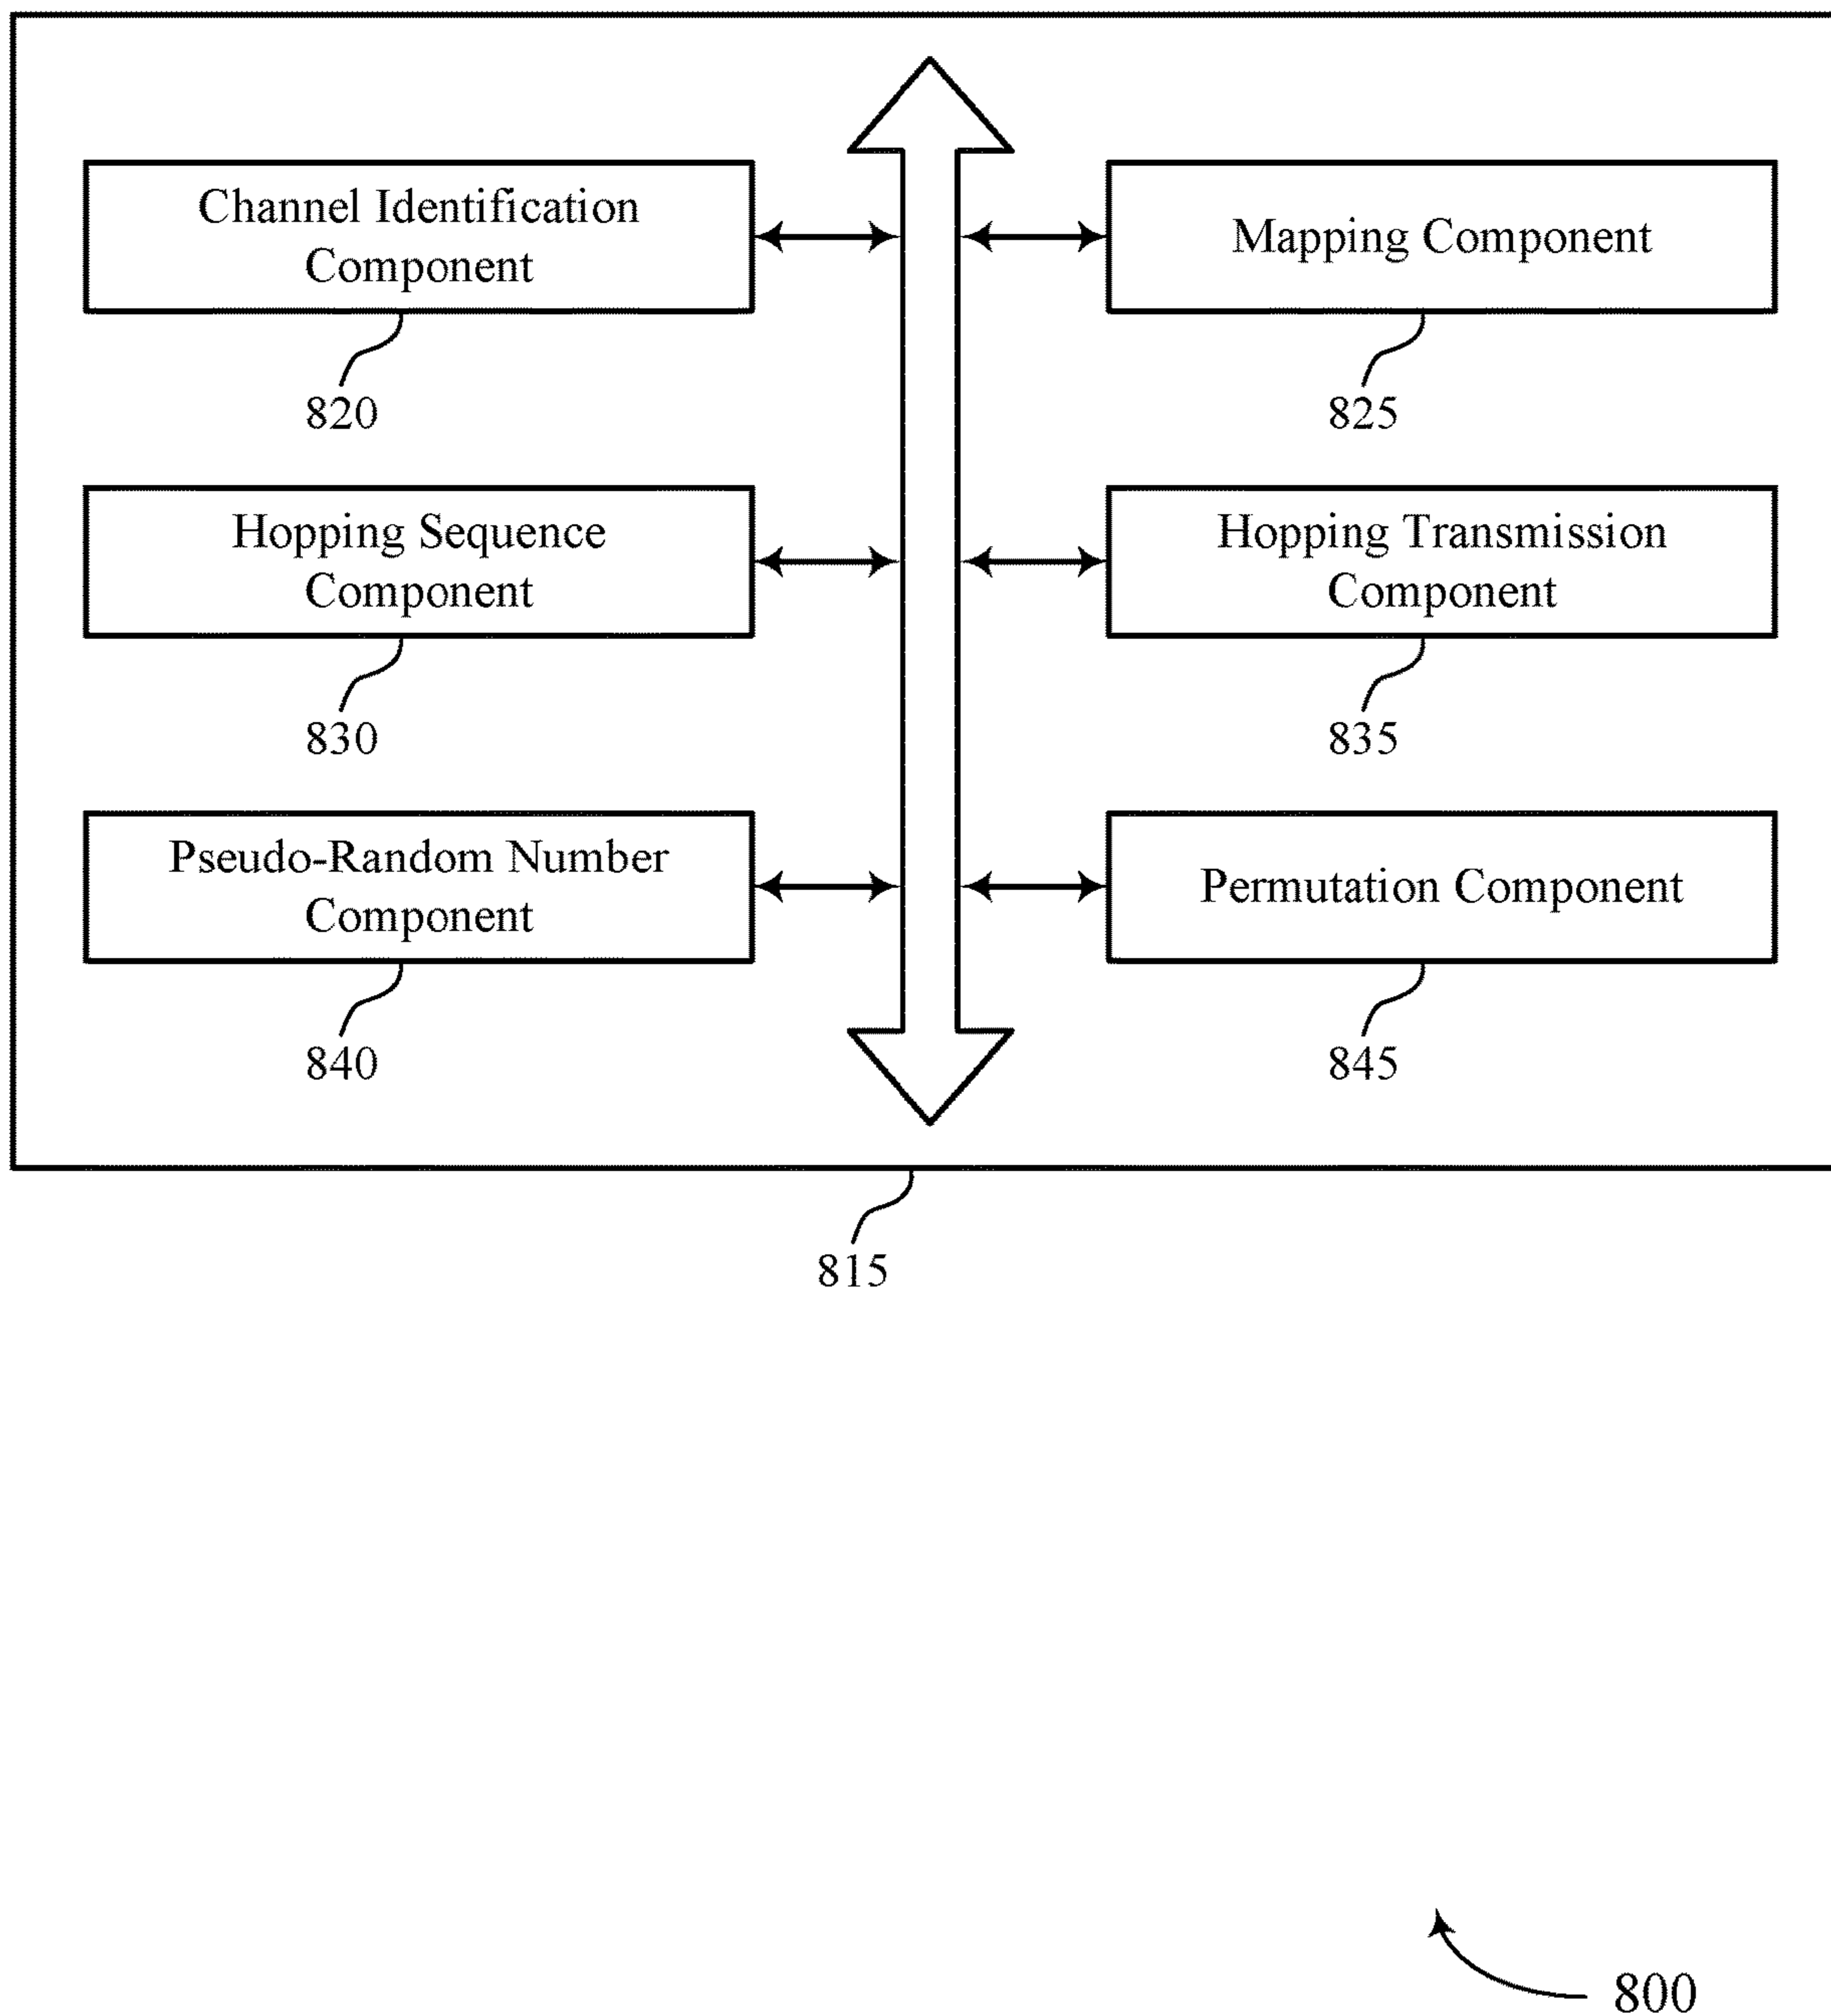 Channel Identification
Component
820
Mapping Component
825
Hopping Sequence
Component
830
Hopping Transmission
Component
835
Pseudo-Random Number
Component
840
Permutation Component
845
815
800